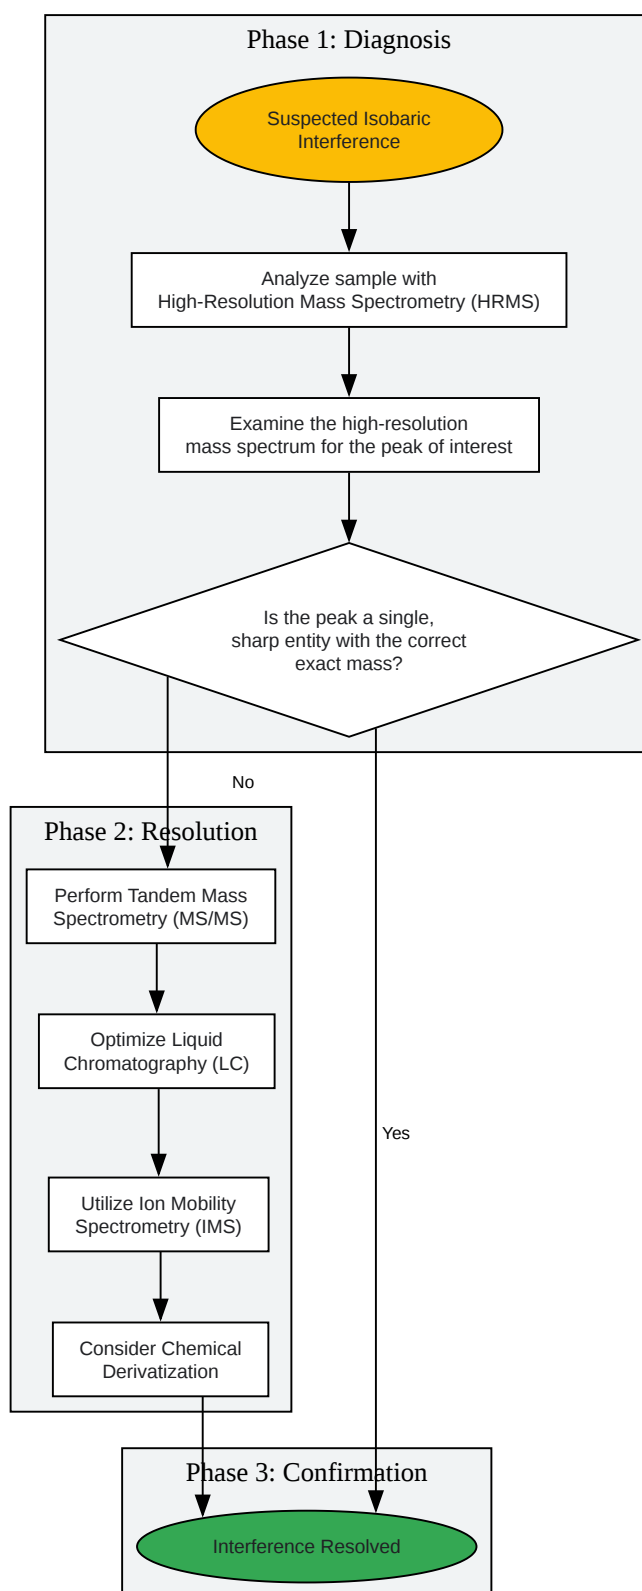 Phase 1: Diagnosis
Suspected Isobaric
Interference
Analyze sample with
High-Resolution Mass Spectrometry (HRMS)
Examine the high-resolution
mass spectrum for the peak of interest
Is the peak a single,
sharp entity with the correct
exact mass?
No
Phase 2: Resolution
Perform Tandem Mass
Spectrometry (MS/MS)
Optimize Liquid
Chromatography (LC)
Yes
Utilize Ion Mobility
Spectrometry (IMS)
Consider Chemical
Derivatization
Phase 3: Confirmation
Interference Resolved